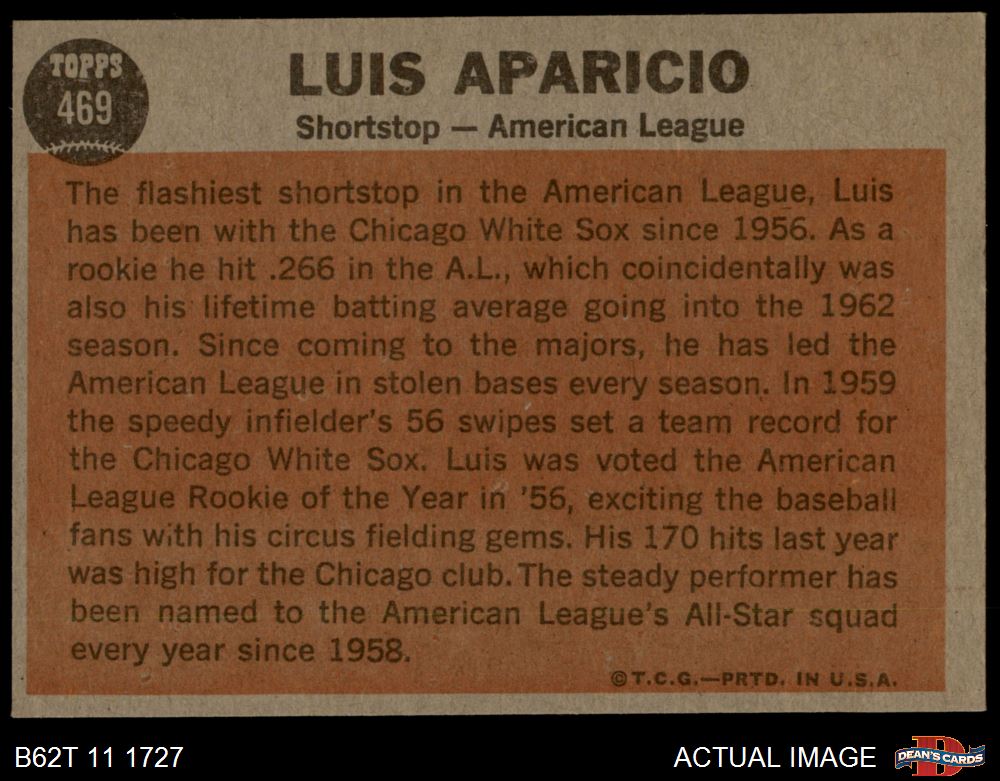 TOPPS
469
LUIS APARICIO
Shortstop — American League
The flashiest shortstop in the American League, Luis
has been with the Chicago White Sox since 1956. As a
rookie he hit .266 in the A.L., which coincidentally was
also his lifetime batting average going into the 1962
season. Since coming to the majors, he has led the
American League in stolen bases every season. In 1959
the speedy infielder's 56 swipes set a team record for
the Chicago White Sox. Luis was voted the American
League Rookie of the Year in '56, exciting the baseball
fans with his circus fielding gems. His 170 hits last year
was high for the Chicago club. The steady performer has
been named to the American League's All-Star squad
every year since 1958.
©T.C.G.—PRTD. IN U.S.A.
B62T 11 1727
ACTUAL IMAGE
D
DEAN'S CARDS